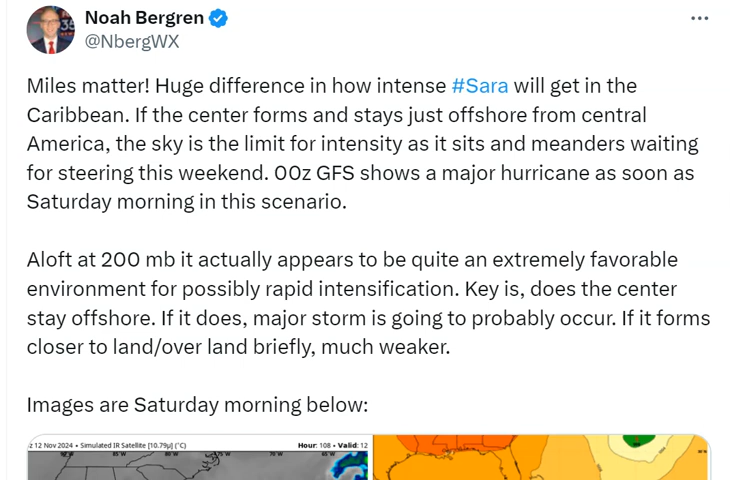 Noah Bergren
@NbergWX
Miles matter! Huge difference in how intense #Sara will get in the
Caribbean. If the center forms and stays just offshore from central
America, the sky is the limit for intensity as it sits and meanders waiting
for steering this weekend. 00z GFS shows a major hurricane as soon as
Saturday morning in this scenario.
Aloft at 200 mb it actually appears to be quite an extremely favorable
environment for possibly rapid intensification. Key is, does the center
stay offshore. If it does, major storm is going to probably occur. If it forms
closer to land/over land briefly, much weaker.
Images are Saturday morning below:
z 12 Nov 2024 • Simulated IR Satellite [10.79μ] (°C) Hour: 108 • Valid: 12